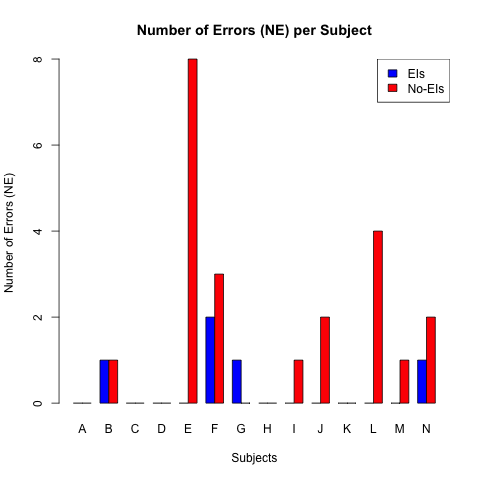 Number of Errors (NE) per Subject
EIs
No-EIs
Number of Errors (NE)
8
6
4
2
0
A B C D E F G H I J K L M N
Subjects